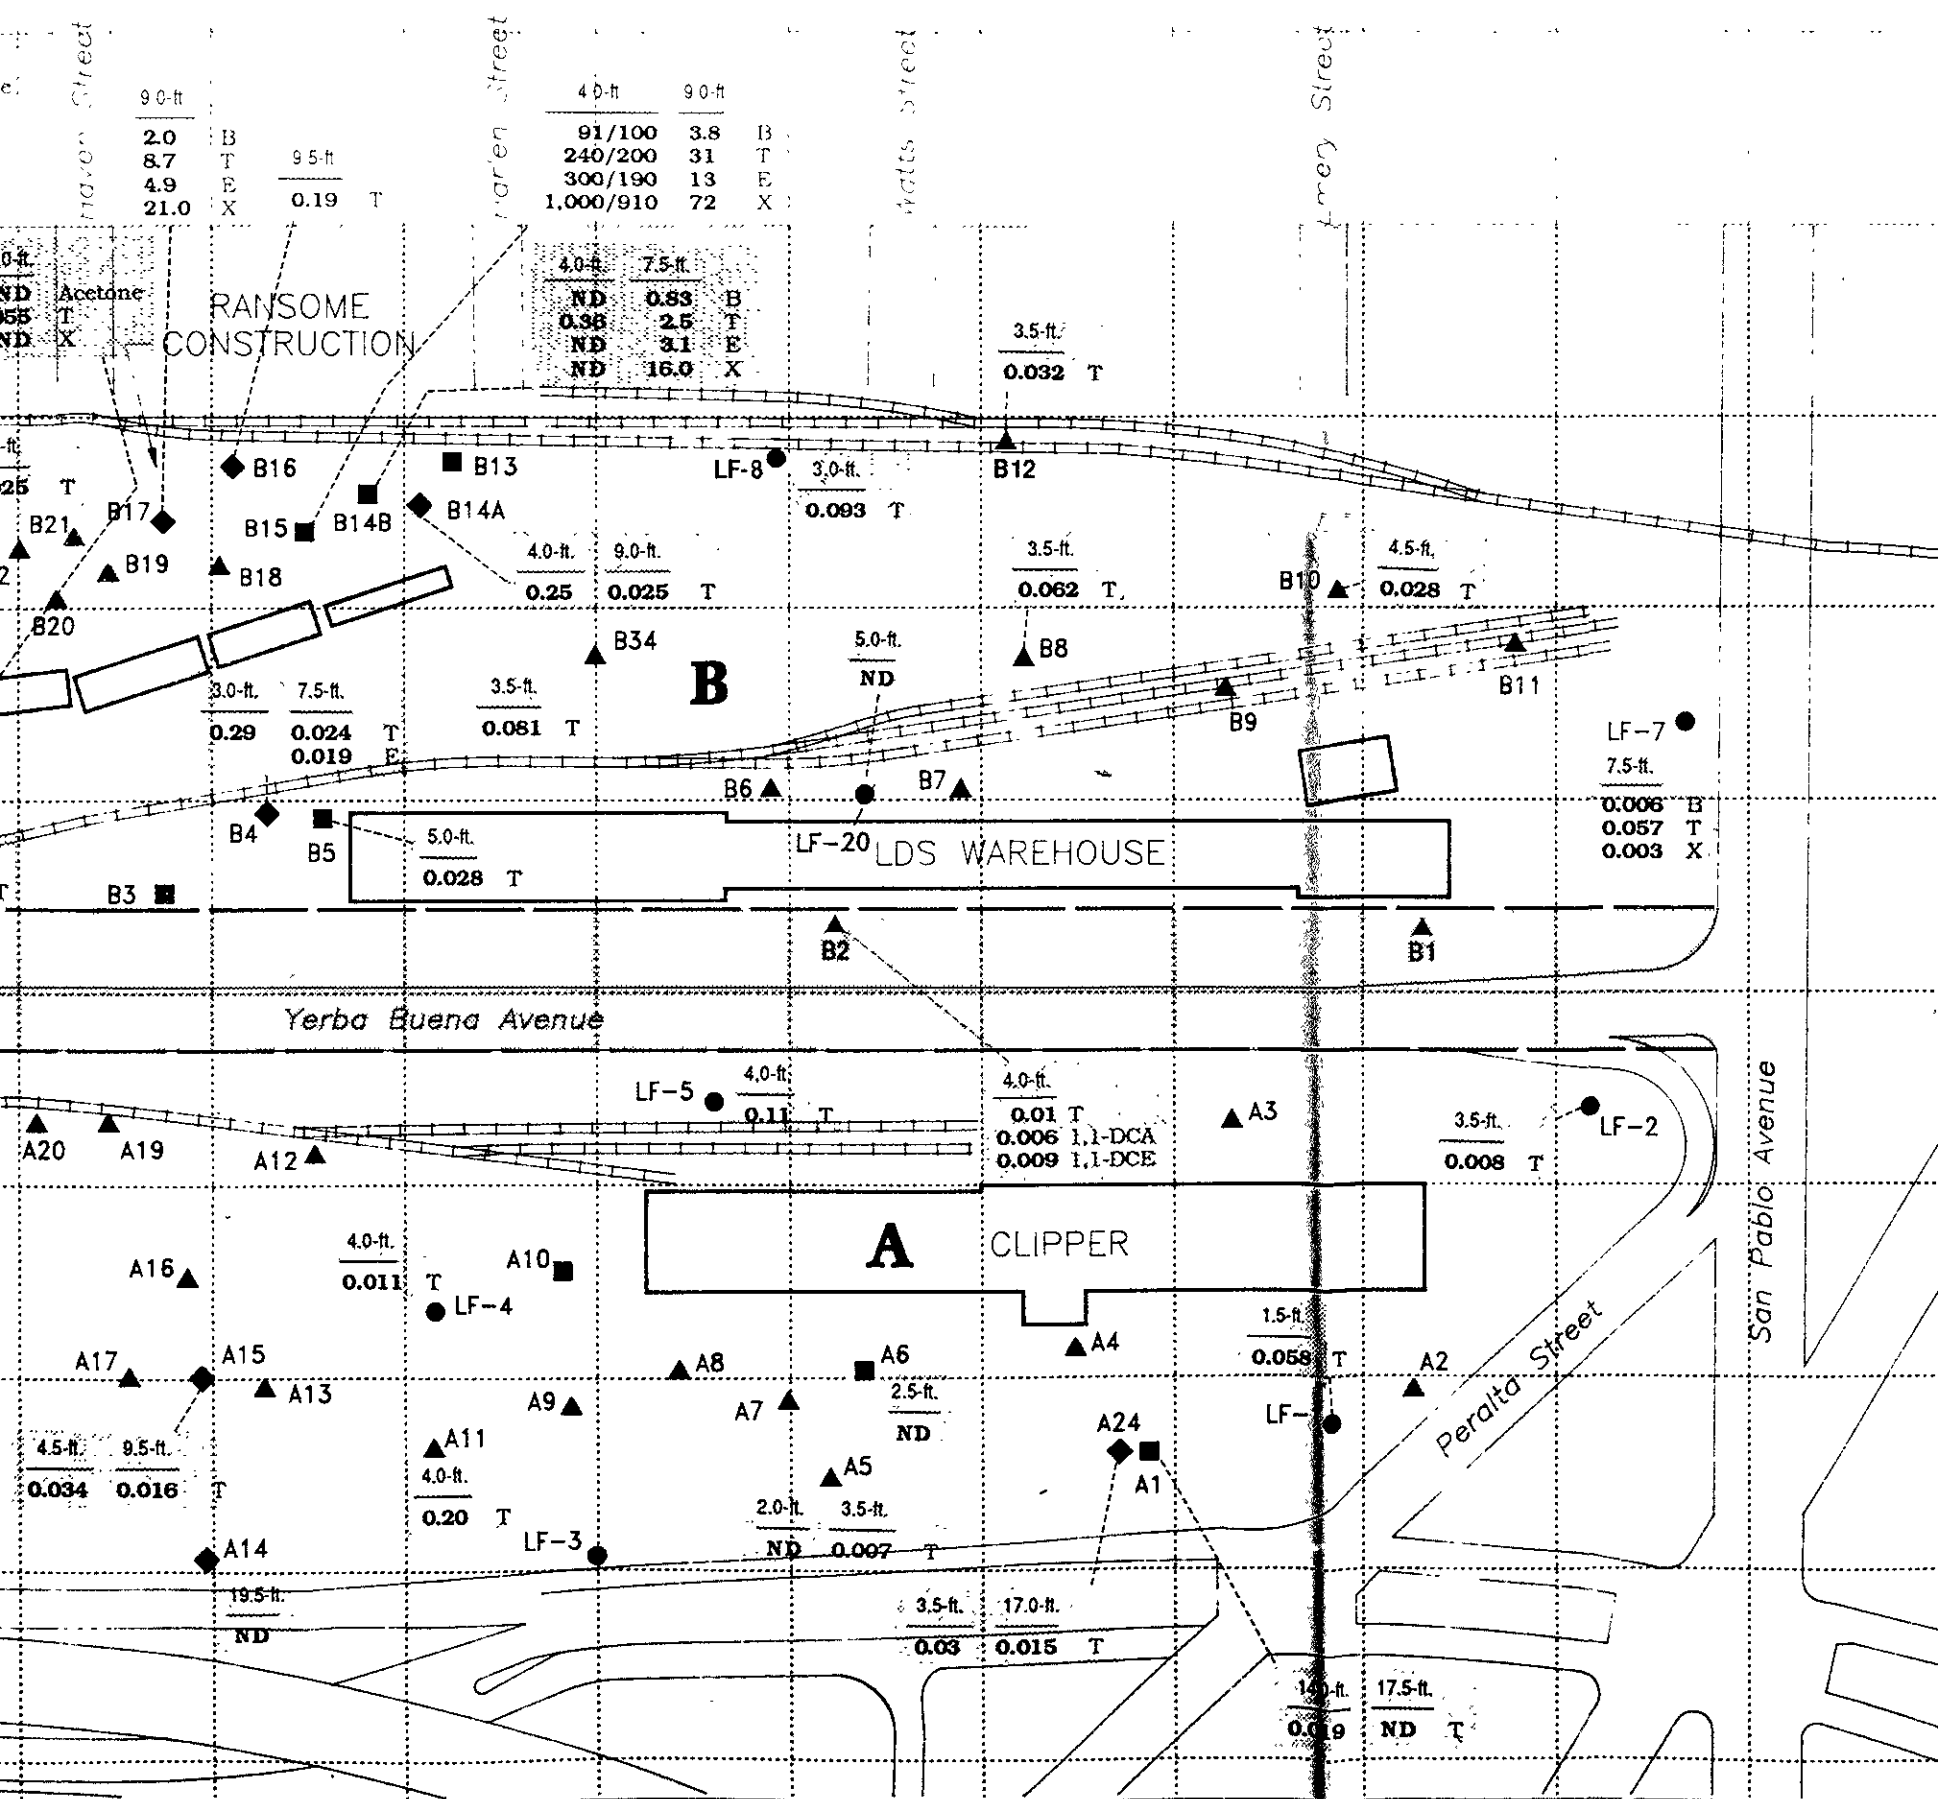 Street
Street
Street
Street
9.0-ft
2.0 B
8.7 T
4.9 E
21.0 X
9.5-ft
0.19 T
4.0-ft 9.0-ft
91/100 3.8 B
240/200 31 T
300/190 13 E
1,000/910 72 X
ND Acetone
T
ND X
RANSOME
CONSTRUCTION
4.0-ft. 7.5-ft.
ND 0.83 B
0.36 2.5 T
ND 3.1 E
ND 16.0 X
3.5-ft.
0.032 T
B16
B13
LF-8
3.0-ft.
0.093 T
B12
25 T
B21
B17
B15
B14B
B14A
B19
B18
B20
4.0-ft. 9.0-ft.
0.25 0.025 T
3.5-ft.
0.062 T
B10
4.5-ft.
0.028 T
B34
B
5.0-ft.
ND
B8
B9
B11
LF-7
7.5-ft.
0.006 B
0.057 T
0.003 X
3.0-ft. 7.5-ft.
0.29 0.024 T
0.019 E
3.5-ft.
0.081 T
B6
B7
LF-20
B4
B5
5.0-ft.
0.028 T
LDS WAREHOUSE
B3
B2
B1
Yerba Buena Avenue
LF-5
4.0-ft.
0.11 T
4.0-ft.
0.01 T
0.006 1,1-DCA
0.009 1,1-DCE
A3
3.5-ft.
0.008 T
LF-2
San Pablo Avenue
A20
A19
A12
A16
4.0-ft.
0.011 T
LF-4
A10
A CLIPPER
A17
A15
A13
A9
A8
A7
A6
2.5-ft.
ND
A4
1.5-ft.
0.058 T
LF-
A2
Peralta Street
4.5-ft. 9.5-ft.
0.034 0.016 T
A11
4.0-ft.
0.20 T
A5
2.0-ft. 3.5-ft.
ND 0.007 T
A24
A1
LF-3
A14
19.5-ft.
ND
3.5-ft. 17.0-ft.
0.03 0.015 T
14.0-ft. 17.5-ft.
0.019 ND T